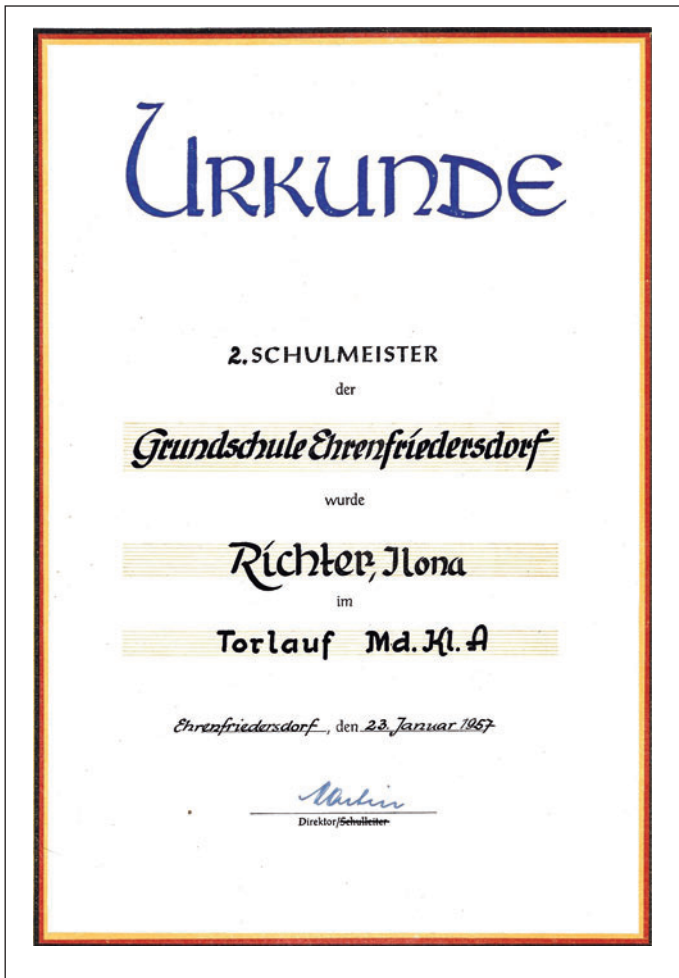 URKUNDE
2. SCHULMEISTER
der
Grundschule Ehrenfriedersdorf
wurde
Richter, Ilona
im
Torlauf Md. Kl. A
Ehrenfriedersdorf, den 23. Januar 1957
Martin
Direktor/Schulleiter